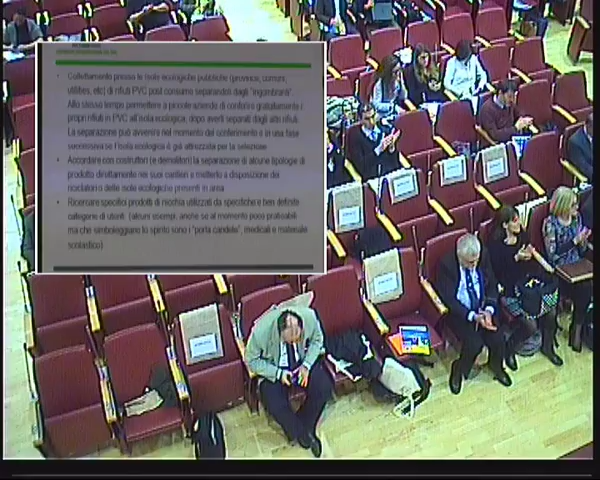 Collettamento presso le isole ecologiche pubbliche (province, comuni,
utilities, etc) di rifiuti PVC post consumo separandoli dagli "ingombranti".
Allo stesso tempo permettere a piccole aziende di conferire gratuitamente i
propri rifiuti in PVC all'isola ecologica, dopo averli separati dagli altri rifiuti.
La separazione può avvenire nel momento del conferimento e in una fase
successiva se l'isola ecologica è già attrezzata per la selezione
Accordare con costruttori (e demolitori) la separazione di alcune tipologie di
prodotto direttamente nei suoi cantieri e metterlo a disposizione dei
riciclatori o delle isole ecologiche presenti in area
Ricercare specifici prodotti di nicchia utilizzati da specifiche e ben definite
categorie di utenti (alcuni esempi, anche se al momento poco praticabili
ma che simboleggiano lo spirito sono i "porta candele", medicali e materiale
scolastico)